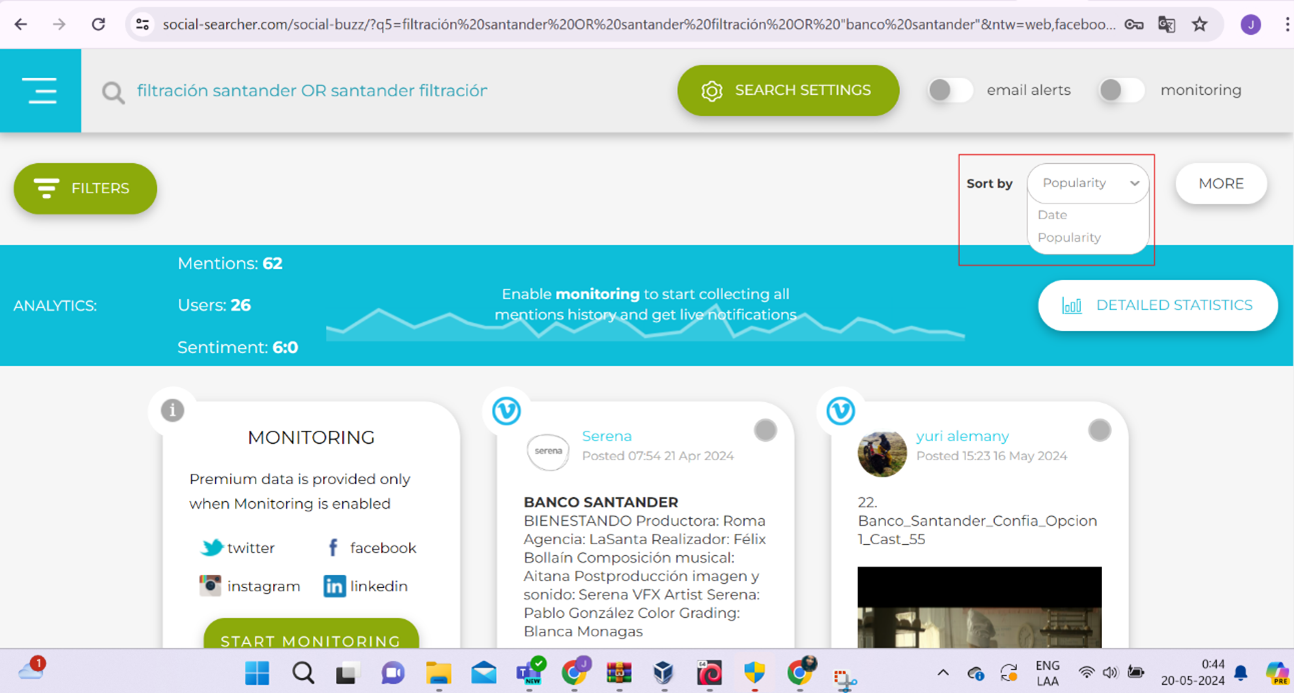 social-searcher.com/social-buzz/?q5=filtración%20santander%20OR%20santander%20filtración%20OR%20"banco%20santander"&ntw=web,faceboo...
J
filtración santander OR santander filtración
SEARCH SETTINGS
email alerts
monitoring
FILTERS
Sort by
Popularity
Date
Popularity
MORE
ANALYTICS:
Mentions: 62
Users: 26
Sentiment: 6:0
Enable monitoring to start collecting all
mentions history and get live notifications
DETAILED STATISTICS
MONITORING
Premium data is provided only
when Monitoring is enabled
twitter
facebook
instagram
linkedin
START MONITORING
serena
Serena
Posted 07:54 21 Apr 2024
BANCO SANTANDER
BIENESTANDO Productora: Roma
Agencia: LaSanta Realizador: Félix
Bollaín Composición musical:
Aitana Postproducción imagen y
sonido: Serena VFX Artist Serena:
Pablo González Color Grading:
Blanca Monagas
yuri alemany
Posted 15:23 16 May 2024
22.
Banco_Santander_Confia_Opcion
1_Cast_55
1
NEW
J
64
ENG
LAA
0:44
20-05-2024
PRE